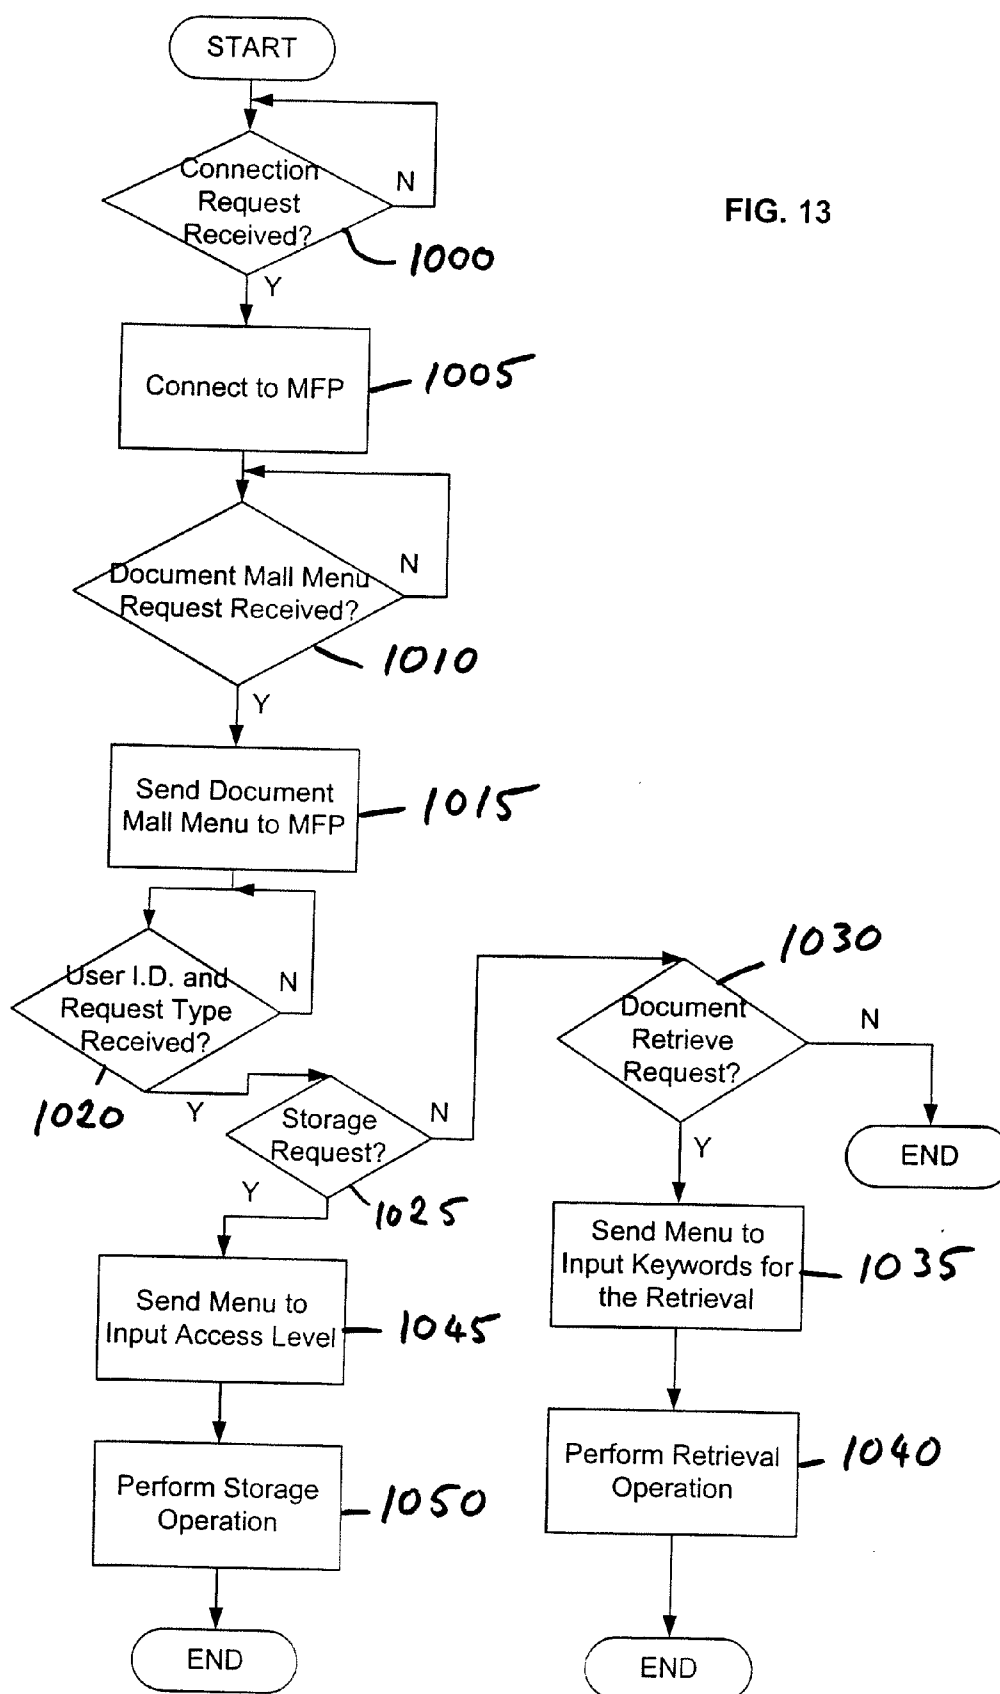 START
Connection
Request
Received?
N
1000
FIG. 13
Y
Connect to MFP
1005
Document Mall Menu
Request Received?
N
1010
Y
Send Document
Mall Menu to MFP
1015
User I.D. and
Request Type
Received?
N
1020
Y
Storage
Request?
N
1025
Y
1030
Document
Retrieve
Request?
N
END
Y
Send Menu to
Input Keywords for
the Retrieval
1035
Send Menu to
Input Access Level
1045
Perform Retrieval
Operation
1040
Perform Storage
Operation
1050
END
END